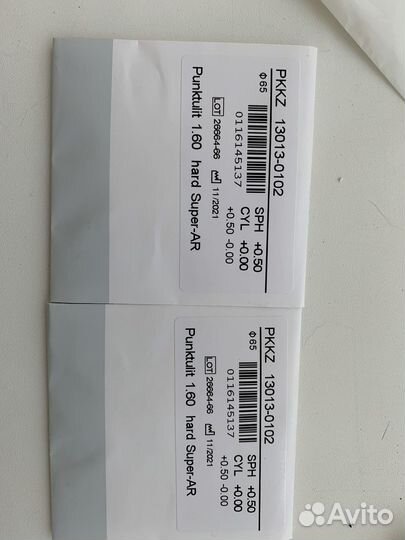 PKKZ 13013-0102
Ф65
SPH +0.50
CYL +0.00
0116145137
+0.50 -0.00
LOT 26664-66 11/2021
Punktulit 1.60 hard Super-AR
PKKZ 13013-0102
Ф65
SPH +0.50
CYL +0.00
0116145137
+0.50 -0.00
LOT 26664-66 11/2021
Punktulit 1.60 hard Super-AR
Avito